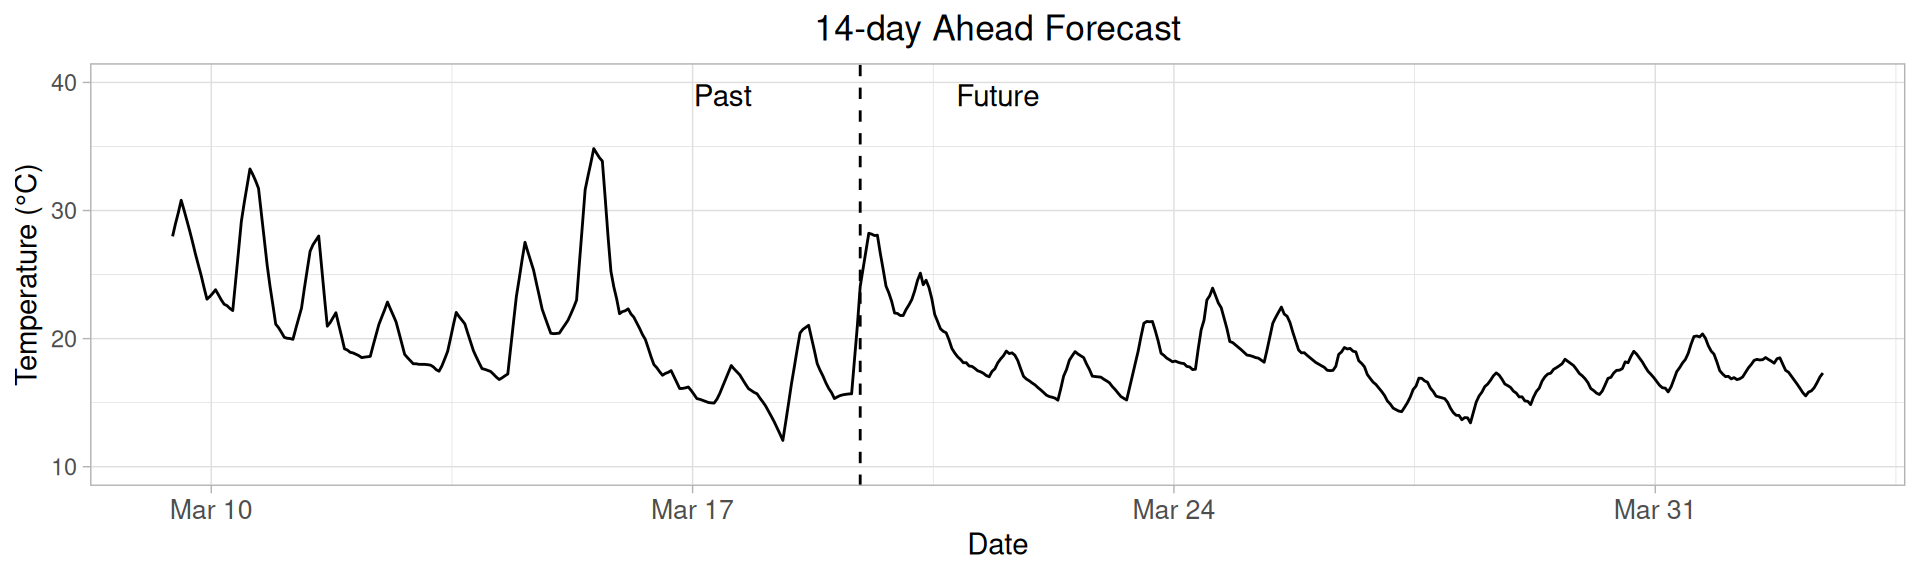 14-day Ahead Forecast
40
30
20
10
Temperature (°C)
Past
Future
Mar 10
Mar 17
Mar 24
Mar 31
Date